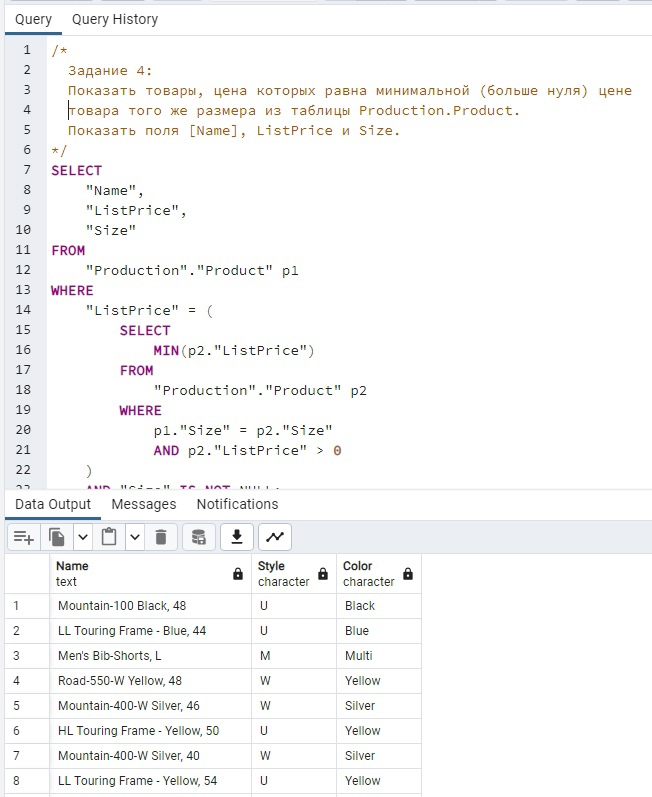 Query Query History
1 /*
2 Задание 4:
3 Показать товары, цена которых равна минимальной (больше нуля) цене
4 товара того же размера из таблицы Production.Product.
5 Показать поля [Name], ListPrice и Size.
6 */
7 SELECT
8 "Name",
9 "ListPrice",
10 "Size"
11 FROM
12 "Production"."Product" p1
13 WHERE
14 "ListPrice" = (
15 SELECT
16 MIN(p2."ListPrice")
17 FROM
18 "Production"."Product" p2
19 WHERE
20 p1."Size" = p2."Size"
21 AND p2."ListPrice" > 0
22 )
23 AND "Size" IS NOT NULL;
Data Output Messages Notifications
Name Style Color
text character character
1 Mountain-100 Black, 48 U Black
2 LL Touring Frame - Blue, 44 U Blue
3 Men's Bib-Shorts, L M Multi
4 Road-550-W Yellow, 48 W Yellow
5 Mountain-400-W Silver, 46 W Silver
6 HL Touring Frame - Yellow, 50 U Yellow
7 Mountain-400-W Silver, 40 W Silver
8 LL Touring Frame - Yellow, 54 U Yellow